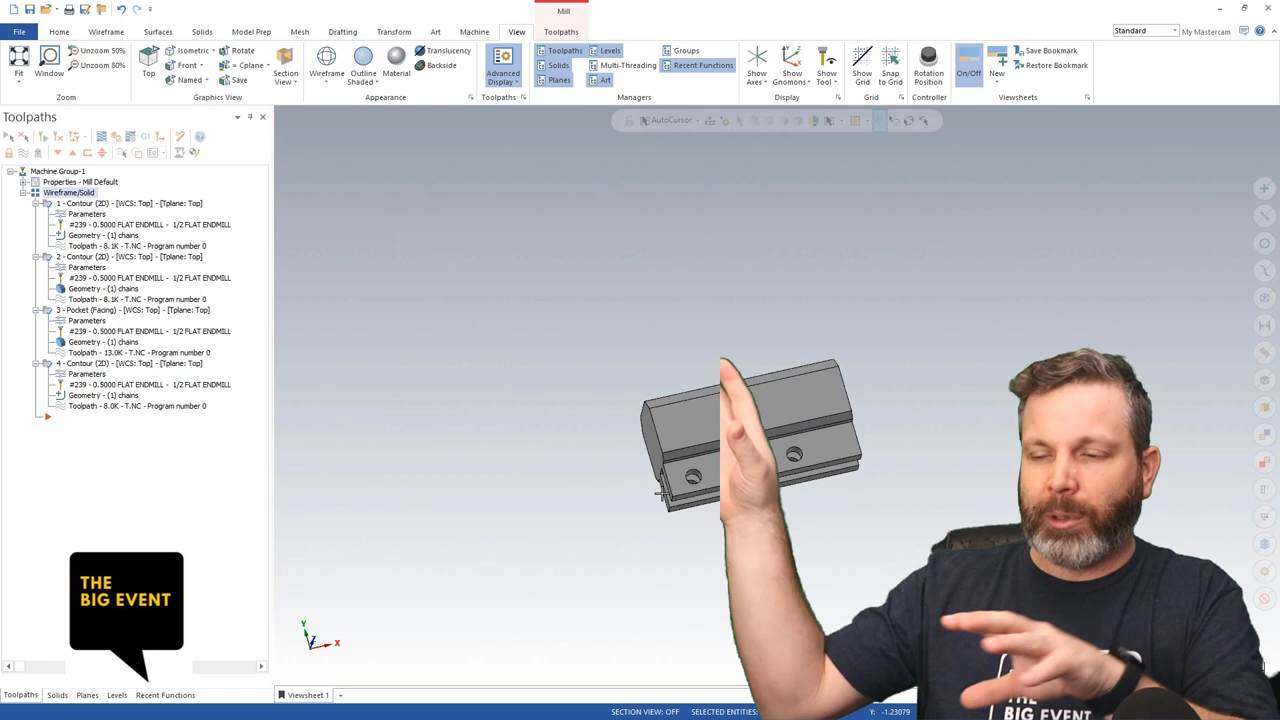 Mill
File
Home
Wireframe
Surfaces
Solids
Model Prep
Mesh
Drafting
Transform
Art
Machine
View
Toolpaths
Standard
My Mastercam
Fit
Window
Unzoom 50%
Unzoom 80%
Zoom
Top
Isometric
Front
Named
Rotate
= Cplane
Save
Section View
Graphics View
Wireframe
Outline Shaded
Material
Translucency
Backside
Appearance
Advanced Display
Toolpaths
Toolpaths
Solids
Planes
Levels
Multi-Threading
Art
Groups
Recent Functions
Managers
Show Axes
Show Gnomons
Show Tool
Display
Show Grid
Snap to Grid
Grid
Rotation Position
Controller
On/Off
New
Save Bookmark
Restore Bookmark
Viewsheets
Toolpaths
AutoCursor
G1
Machine Group-1
Properties - Mill Default
Wireframe/Solid
1 - Contour (2D) - [WCS: Top] - [Tplane: Top]
Parameters
#239 - 0.5000 FLAT ENDMILL - 1/2 FLAT ENDMILL
Geometry - (1) chains
Toolpath - 8.1K - T.NC - Program number 0
2 - Contour (2D) - [WCS: Top] - [Tplane: Top]
Parameters
#239 - 0.5000 FLAT ENDMILL - 1/2 FLAT ENDMILL
Geometry - (1) chains
Toolpath - 8.1K - T.NC - Program number 0
3 - Pocket (Facing) - [WCS: Top] - [Tplane: Top]
Parameters
#239 - 0.5000 FLAT ENDMILL - 1/2 FLAT ENDMILL
Geometry - (1) chains
Toolpath - 13.0K - T.NC - Program number 0
4 - Contour (2D) - [WCS: Top] - [Tplane: Top]
Parameters
#239 - 0.5000 FLAT ENDMILL - 1/2 FLAT ENDMILL
Geometry - (1) chains
Toolpath - 8.0K - T.NC - Program number 0
THE
BIG EVENT
Y
Z
X
THE
BIG EVENT
Toolpaths
Solids
Planes
Levels
Recent Functions
Viewsheet 1
+
SECTION VIEW: OFF
SELECTED ENTITIES:
Y: -1.23079